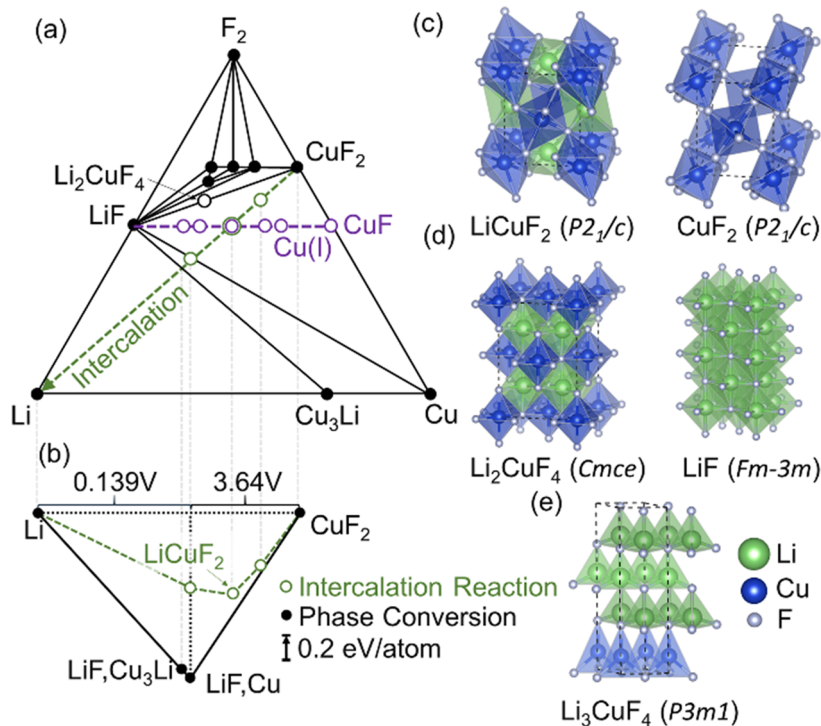 (a)
F2
CuF2
Li2CuF4
LiF
CuF
Cu(I)
Intercalation
Li
Cu3Li
Cu
(b)
0.139V
3.64V
Li
CuF2
LiCuF2
Intercalation Reaction
Phase Conversion
0.2 eV/atom
LiF,Cu3Li
LiF,Cu
(c)
LiCuF2 (P21/c)
CuF2 (P21/c)
(d)
Li2CuF4 (Cmce)
LiF (Fm-3m)
(e)
Li
Cu
F
Li3CuF4 (P3m1)